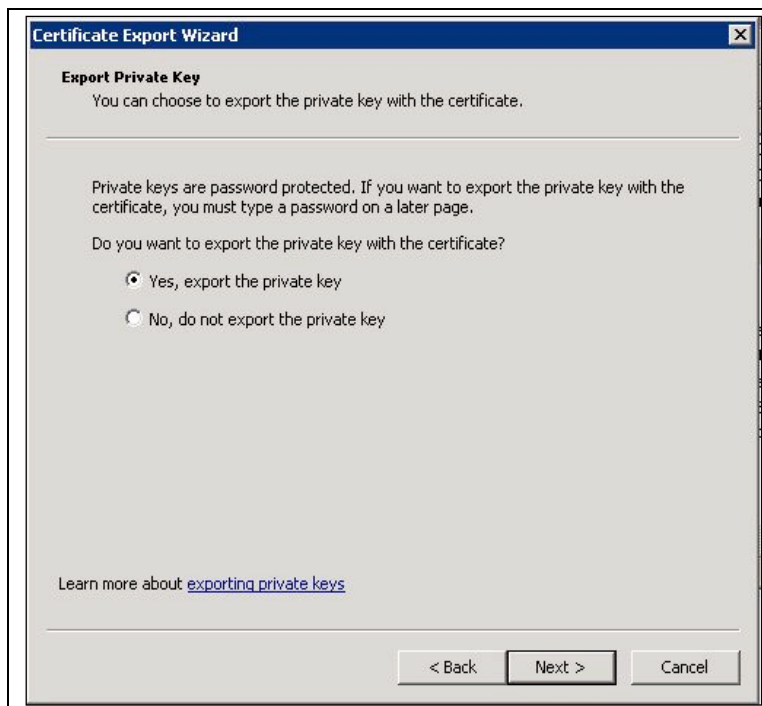 Certificate Export Wizard
Export Private Key
You can choose to export the private key with the certificate.
Private keys are password protected. If you want to export the private key with the
certificate, you must type a password on a later page.
Do you want to export the private key with the certificate?
Yes, export the private key
No, do not export the private key
Learn more about exporting private keys
< Back Next > Cancel